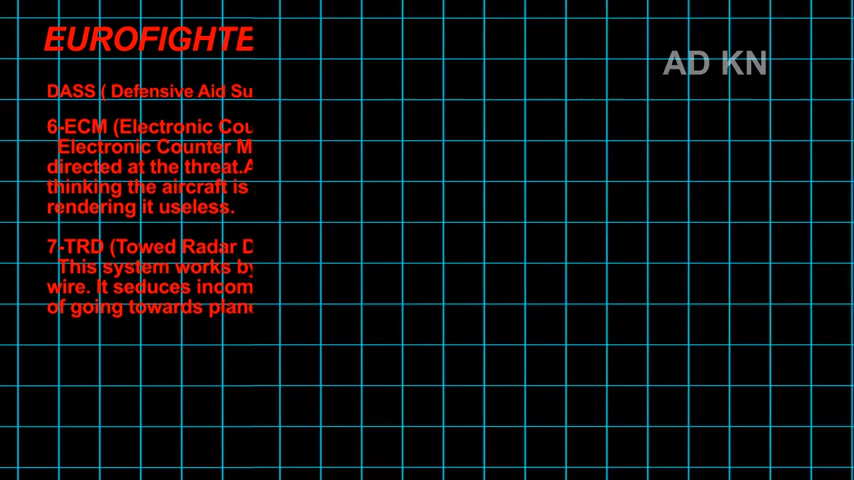 EUROFIGHTE
AD KN
DASS ( Defensive Aid Su
6-ECM (Electronic Cou
Electronic Counter M
directed at the threat.A
thinking the aircraft is
rendering it useless.
7-TRD (Towed Radar D
This system works by
wire. It seduces incom
of going towards plane